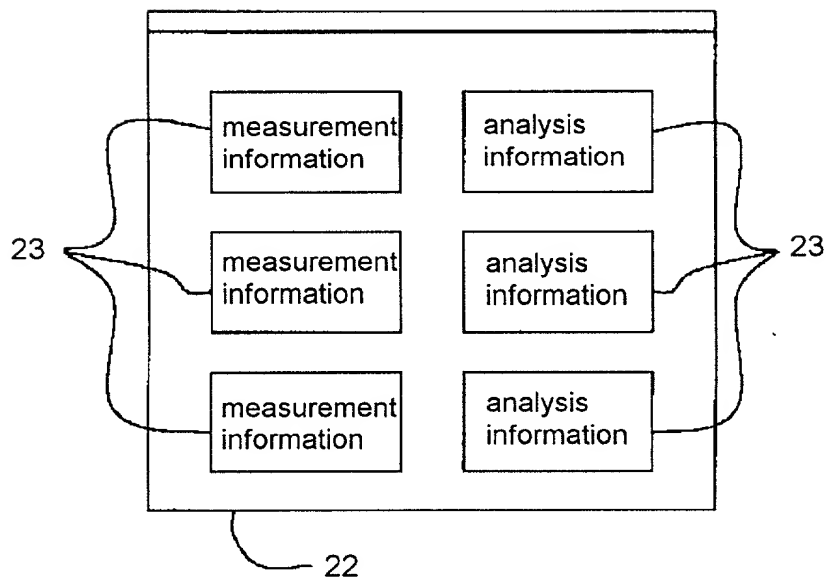 measurement
information
analysis
information
23
measurement
information
analysis
information
23
measurement
information
analysis
information
22